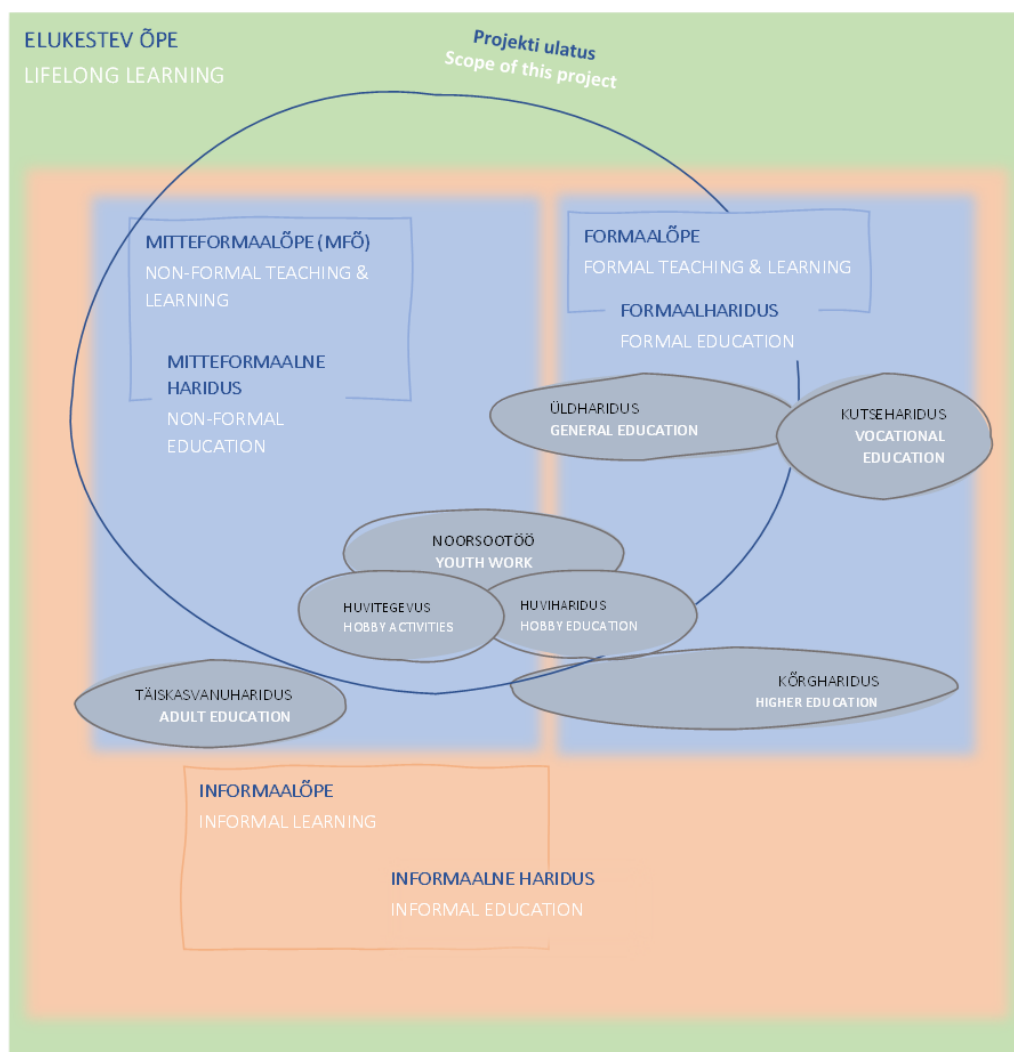 ELUKESTEV ÕPE
LIFELONG LEARNING
Projekti ulatus
Scope of this project
MITTEFORMAALÕPE (MFÕ)
NON-FORMAL TEACHING &
LEARNING
MITTEFORMAALNE
HARIDUS
NON-FORMAL
EDUCATION
FORMAALÕPE
FORMAL TEACHING & LEARNING
FORMAALHARIDUS
FORMAL EDUCATION
ÜLDHARIDUS
GENERAL EDUCATION
KUTSEHARIDUS
VOCATIONAL
EDUCATION
NOORSOOTÖÖ
YOUTH WORK
HUVITEGEVUS
HOBBY ACTIVITIES
HUVIHARIDUS
HOBBY EDUCATION
TÄISKASVANUHARIDUS
ADULT EDUCATION
KÕRGHARIDUS
HIGHER EDUCATION
INFORMAALÕPE
INFORMAL LEARNING
INFORMAALNE HARIDUS
INFORMAL EDUCATION